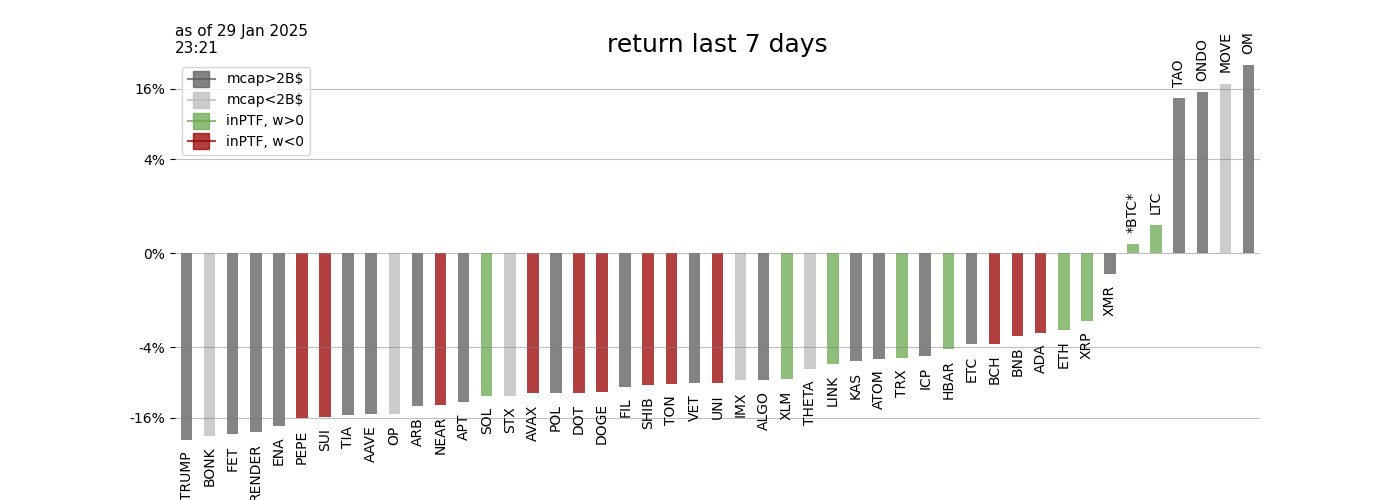 as of 29 Jan 2025
23:21
return last 7 days
mcap>2B$
mcap<2B$
inPTF, w>0
inPTF, w<0
16%
4%
0%
-4%
-16%
TRUMP
BONK
FET
RENDER
ENA
PEPE
SUI
TIA
AAVE
OP
ARB
NEAR
APT
SOL
STX
AVAX
POL
DOT
DOGE
FIL
SHIB
TON
VET
UNI
IMX
ALGO
XLM
THETA
LINK
KAS
ATOM
TRX
ICP
HBAR
ETC
BCH
BNB
ADA
ETH
XRP
XMR
*BTC*
LTC
TAO
ONDO
MOVE
OM